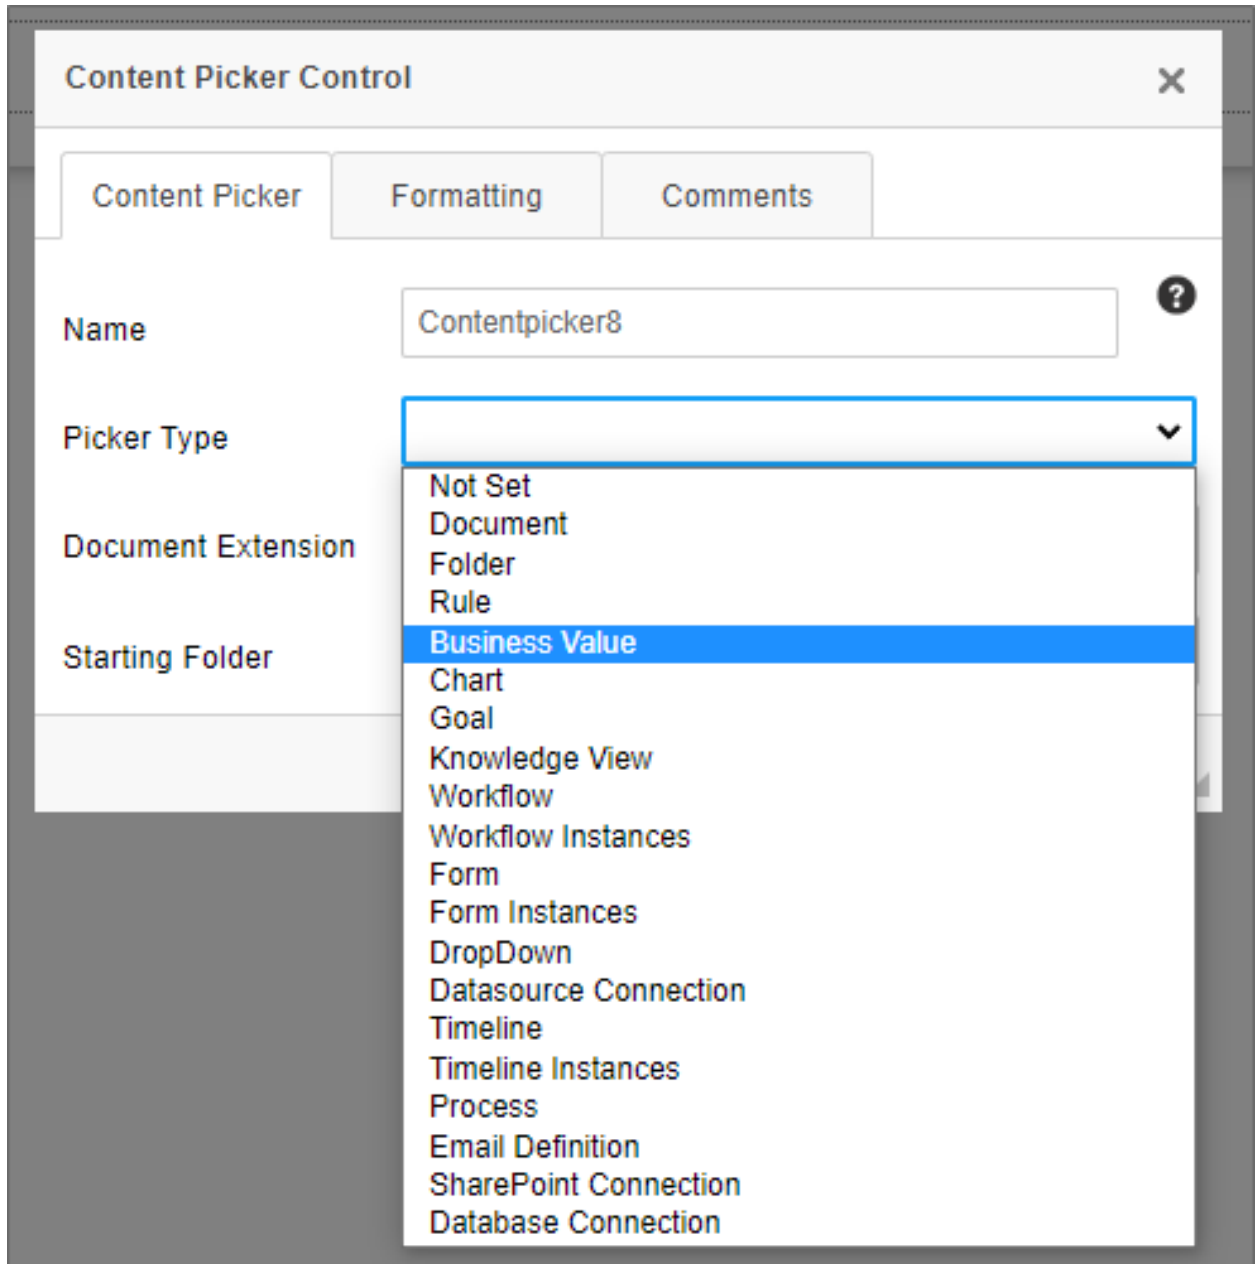 Content Picker Control
Content Picker Formatting Comments
Name Contentpicker8
Picker Type
Not Set
Document
Document Extension
Folder
Rule
Business Value
Starting Folder
Chart
Goal
Knowledge View
Workflow
Workflow Instances
Form
Form Instances
DropDown
Datasource Connection
Timeline
Timeline Instances
Process
Email Definition
SharePoint Connection
Database Connection